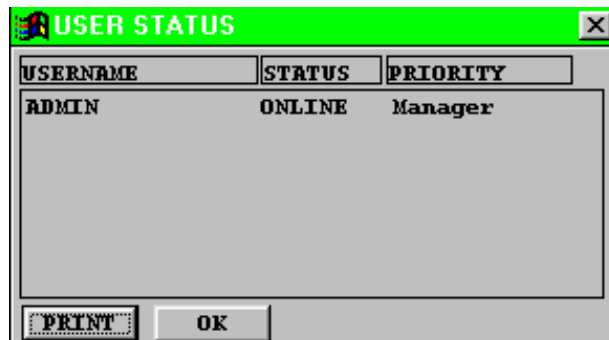 USER STATUS
USERNAME STATUS PRIORITY
ADMIN ONLINE Manager
PRINT OK